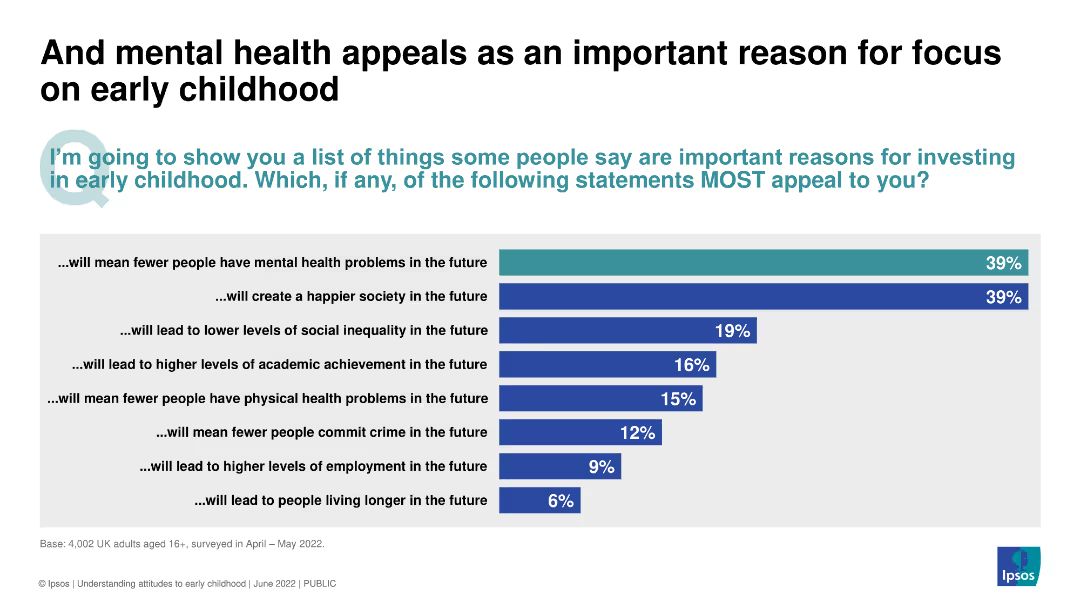 And mental health appeals as an important reason for focus
on early childhood
Q
I'm going to show you a list of things some people say are important reasons for investing
in early childhood. Which, if any, of the following statements MOST appeal to you?
...will mean fewer people have mental health problems in the future 39%
...will create a happier society in the future 39%
...will lead to lower levels of social inequality in the future 19%
...will lead to higher levels of academic achievement in the future 16%
...will mean fewer people have physical health problems in the future 15%
...will mean fewer people commit crime in the future 12%
...will lead to higher levels of employment in the future 9%
...will lead to people living longer in the future 6%
Base: 4,002 UK adults aged 16+, surveyed in April – May 2022.
© Ipsos | Understanding attitudes to early childhood | June 2022 | PUBLIC
Ipsos